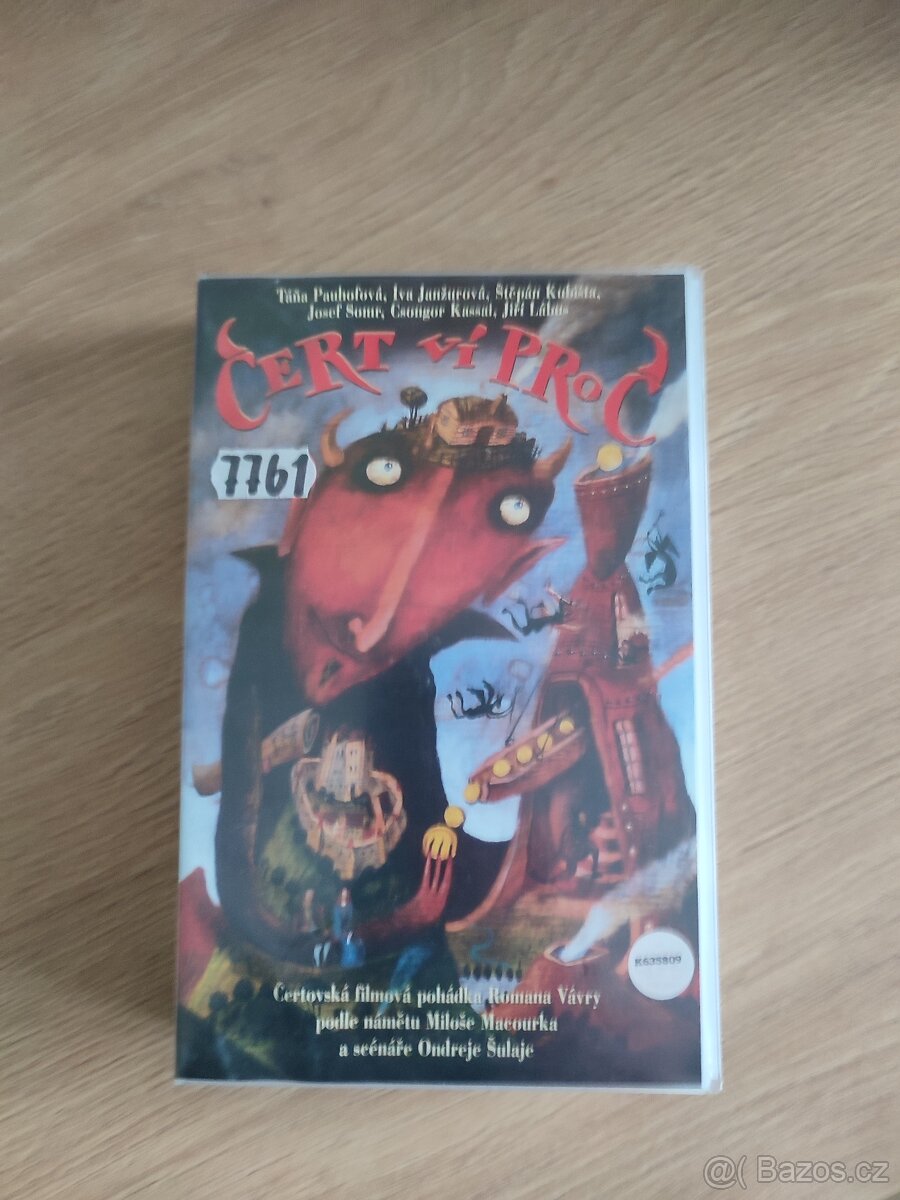 Táňa Pauhofová, Iva Janžurová, Štěpán Kubišta,
Josef Somr, Csongor Kassai, Jiří Lábus
ČERT ví PROČ
7761
K635809
Čertovská filmová pohádka Romana Vávry
podle námětu Miloše Macourka
a scénáře Ondreje Šulaje
@( Bazos.cz